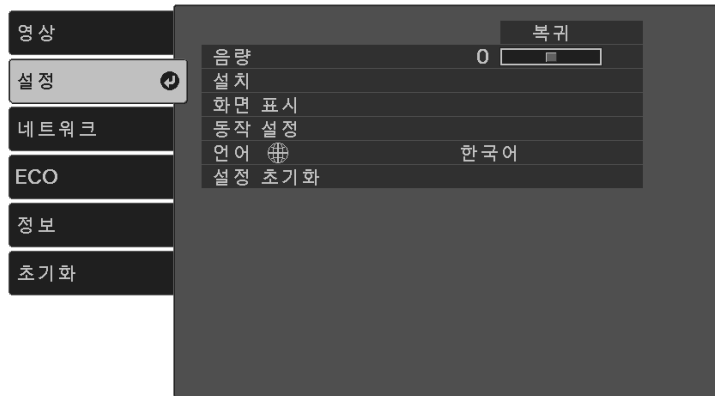 영상
설정
네트워크
ECO
정보
초기화
복귀
음량 0
설치
화면 표시
동작 설정
언어 한국어
설정 초기화